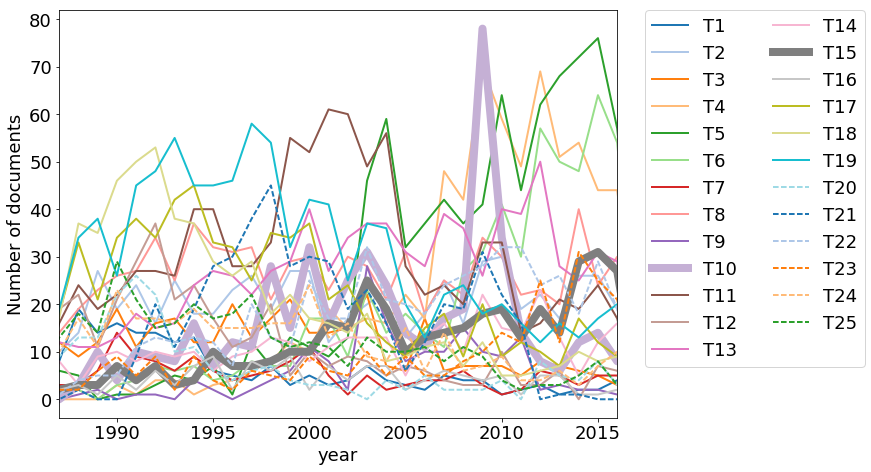 80
70
60
50
40
30
20
10
0
Number of documents
1990
1995
2000
2005
2010
2015
year
T1
T2
T3
T4
T5
T6
T7
T8
T9
T10
T11
T12
T13
T14
T15
T16
T17
T18
T19
T20
T21
T22
T23
T24
T25